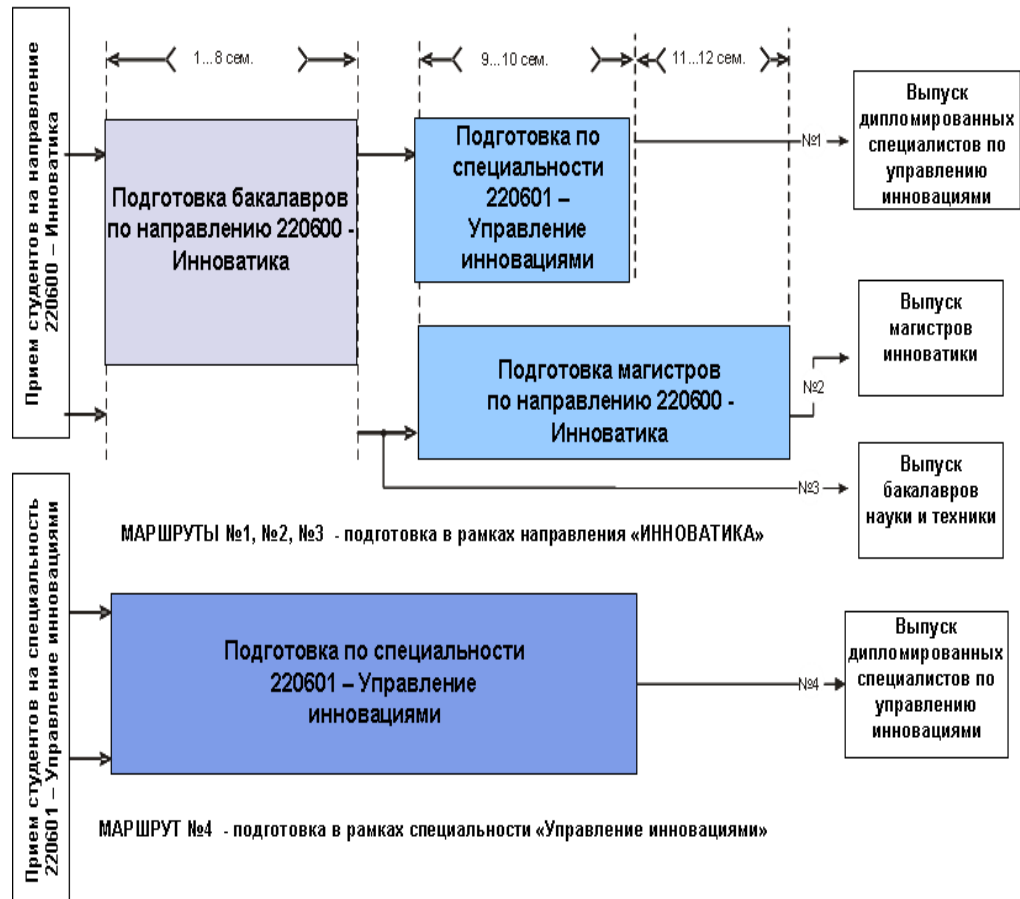 Прием студентов на направление
220600 – Инноватика
1...8 сем.
9...10 сем.
11...12 сем.
Подготовка бакалавров
по направлению 220600 -
Инноватика
Подготовка по
специальности
220601 –
Управление
инновациями
№1
Выпуск
дипломированных
специалистов по
управлению
инновациями
Подготовка магистров
по направлению 220600 -
Инноватика
№2
Выпуск
магистров
инноватики
№3
Выпуск
бакалавров
науки и техники
МАРШРУТЫ №1, №2, №3 - подготовка в рамках направления «ИННОВАТИКА»
Прием студентов на специальность
220601 – Управление инновациями
Подготовка по специальности
220601 – Управление
инновациями
№4
Выпуск
дипломированных
специалистов по
управлению
инновациями
МАРШРУТ №4 - подготовка в рамках специальности «Управление инновациями»